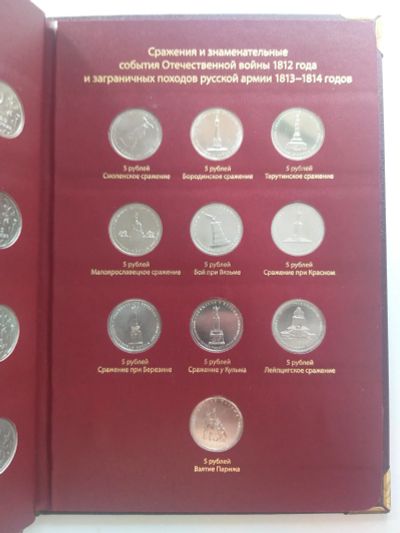 Сражения и знаменательные
события Отечественной войны 1812 года
и заграничных походов русской армии 1813–1814 годов
5 рублей
Смоленское сражение
5 рублей
Бородинское сражение
5 рублей
Тарутинское сражение
5 рублей
Малоярославецкое сражение
5 рублей
Бой при Вязьме
5 рублей
Сражение при Красном
5 рублей
Сражение при Березине
5 рублей
Сражение у Кульма
5 рублей
Лейпцигское сражение
5 рублей
Взятие Парижа